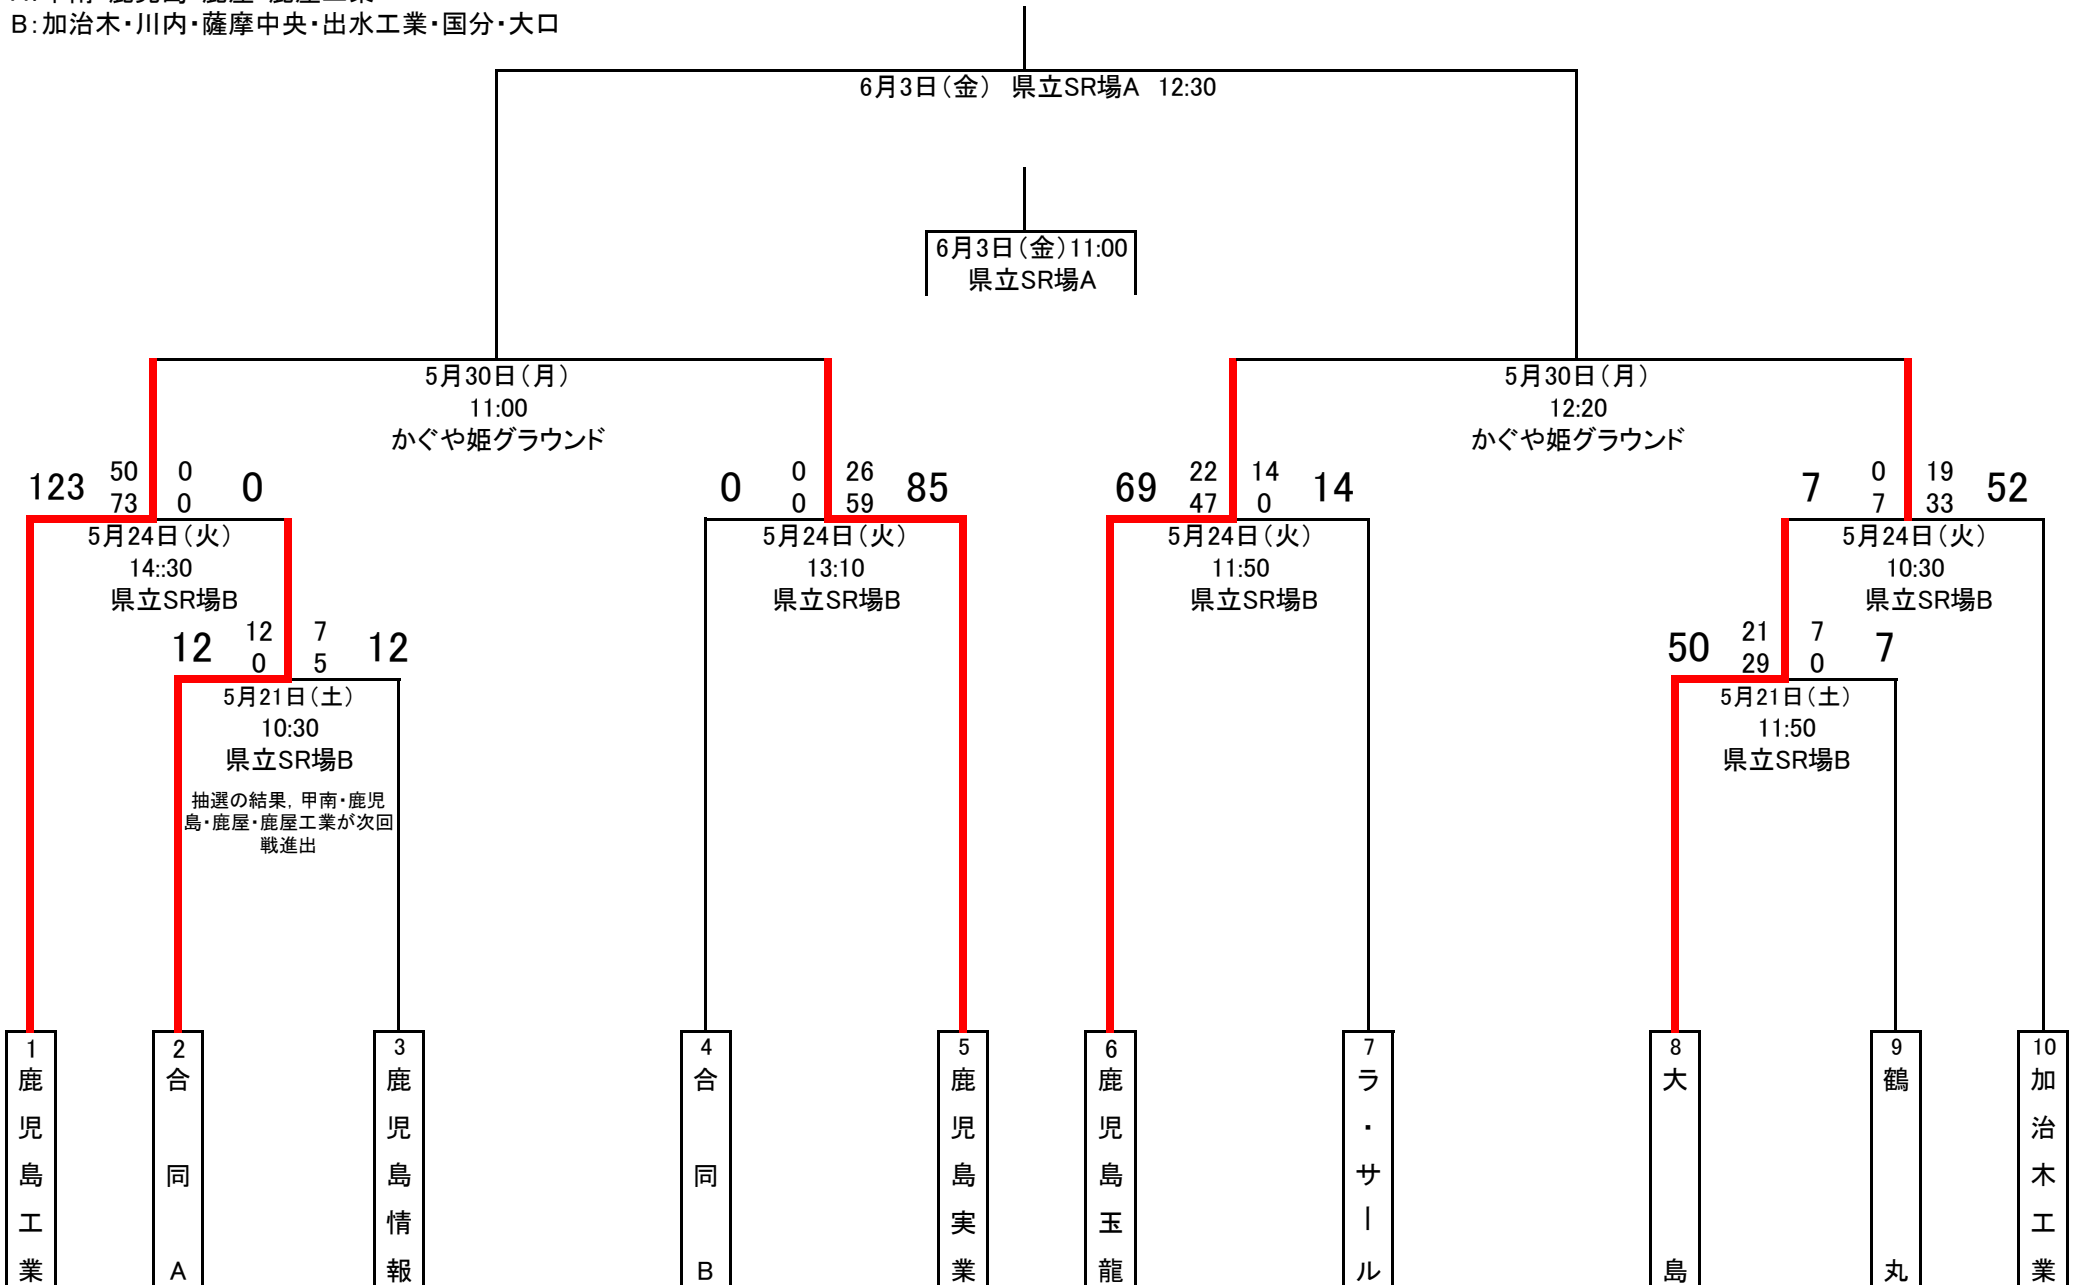 B：加治木・川内・薩摩中央・出水工業・国分・大口
6月3日（金） 県立SR場A 12:30
6月3日（金）11:00
県立SR場A
5月30日（月）
11:00
かぐや姫グラウンド
5月30日（月）
12:20
かぐや姫グラウンド
123 50 0 0
73 0
5月24日（火）
14::30
県立SR場B
0 0 26 85
0 59
5月24日（火）
13:10
県立SR場B
69 22 14 14
47 0
5月24日（火）
11:50
県立SR場B
7 0 19 52
7 33
5月24日（火）
10:30
県立SR場B
12 12 7 12
0 5
5月21日（土）
10:30
県立SR場B
抽選の結果，甲南・鹿児
島・鹿屋・鹿屋工業が次回
戦進出
50 21 7 7
29 0
5月21日（土）
11:50
県立SR場B
1
鹿児島工業
2
合同A
3
鹿児島情報
4
合同B
5
鹿児島実業
6
鹿児島玉龍
7
ラ・サール
8
大島
9
鶴丸
10
加治木工業